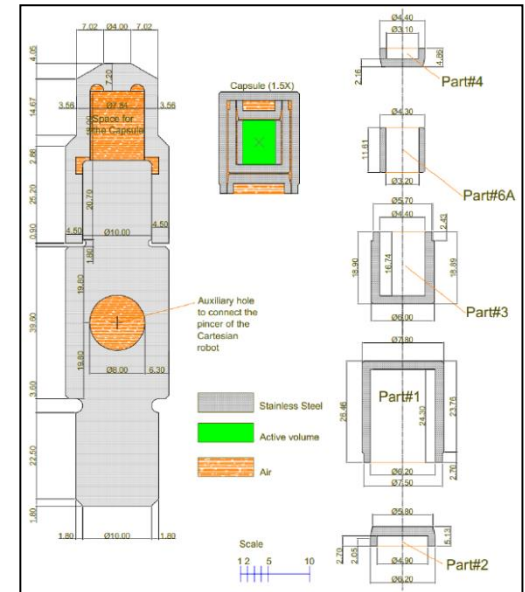 7.02 Ø4.00 7.02
4.05
7.20
14.67
3.56 Ø7.84 3.56
Space for
the Capsule
2.86
25.20
20.70
4.50 Ø10.00 4.50
0.90
1.80
19.80
39.60
19.80
Ø8.00 6.30
3.60
22.50
1.80
1.80 Ø10.00 1.80
Capsule (1.5X)
Auxiliary hole
to connect the
pincer of the
Cartesian
robot
Stainless Steel
Active volume
Air
Scale
1 2 5 10
Ø4.40
Ø3.10
4.86
2.16
Part#4
Ø4.30
11.61
Ø3.20
Part#6A
Ø5.70
Ø4.40
2.43
18.90
16.74
18.89
Part#3
Ø6.00
Ø7.80
Part#1
26.46
24.30
23.76
2.70
Ø6.20
Ø7.50
Ø5.80
5.13
2.70
2.05
Ø4.90
Part#2
Ø6.20